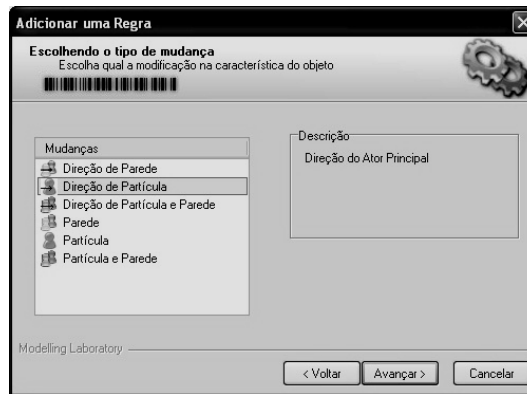 Adicionar uma Regra
Escolhendo o tipo de mudança
Escolha qual a modificação na característica do objeto
Mudanças
Direção de Parede
Direção de Partícula
Direção de Partícula e Parede
Parede
Partícula
Partícula e Parede
Descrição
Direção do Ator Principal
Modelling Laboratory
< Voltar
Avançar >
Cancelar